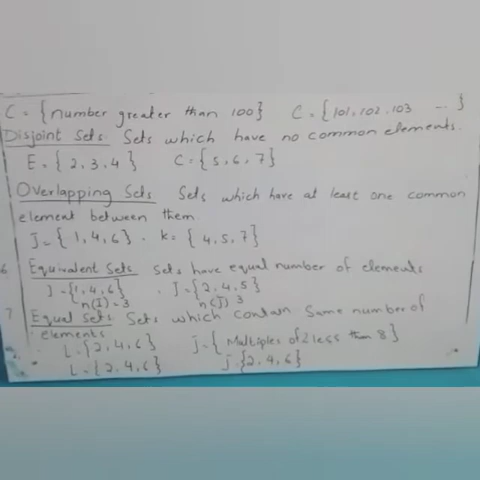 C = {number greater than 100} C = {101, 102, 103 ... }
Disjoint Sets: Sets which have no common elements.
E = { 2, 3, 4 } C = { 5, 6, 7 }
Overlapping Sets Sets which have at least one common
element between them.
J = { 1, 4, 6 } . K = { 4, 5, 7 }
6 Equivalent Sets Sets have equal number of elements
I = {1, 4, 6} . J = {2, 4, 5}
n(I) = 3 n(J) 3
7 Equal Sets Sets which contain Same number of
elements
L = {2, 4, 6} J = { Multiples of 2 less than 8 }
L = {2, 4, 6} J = {2, 4, 6}